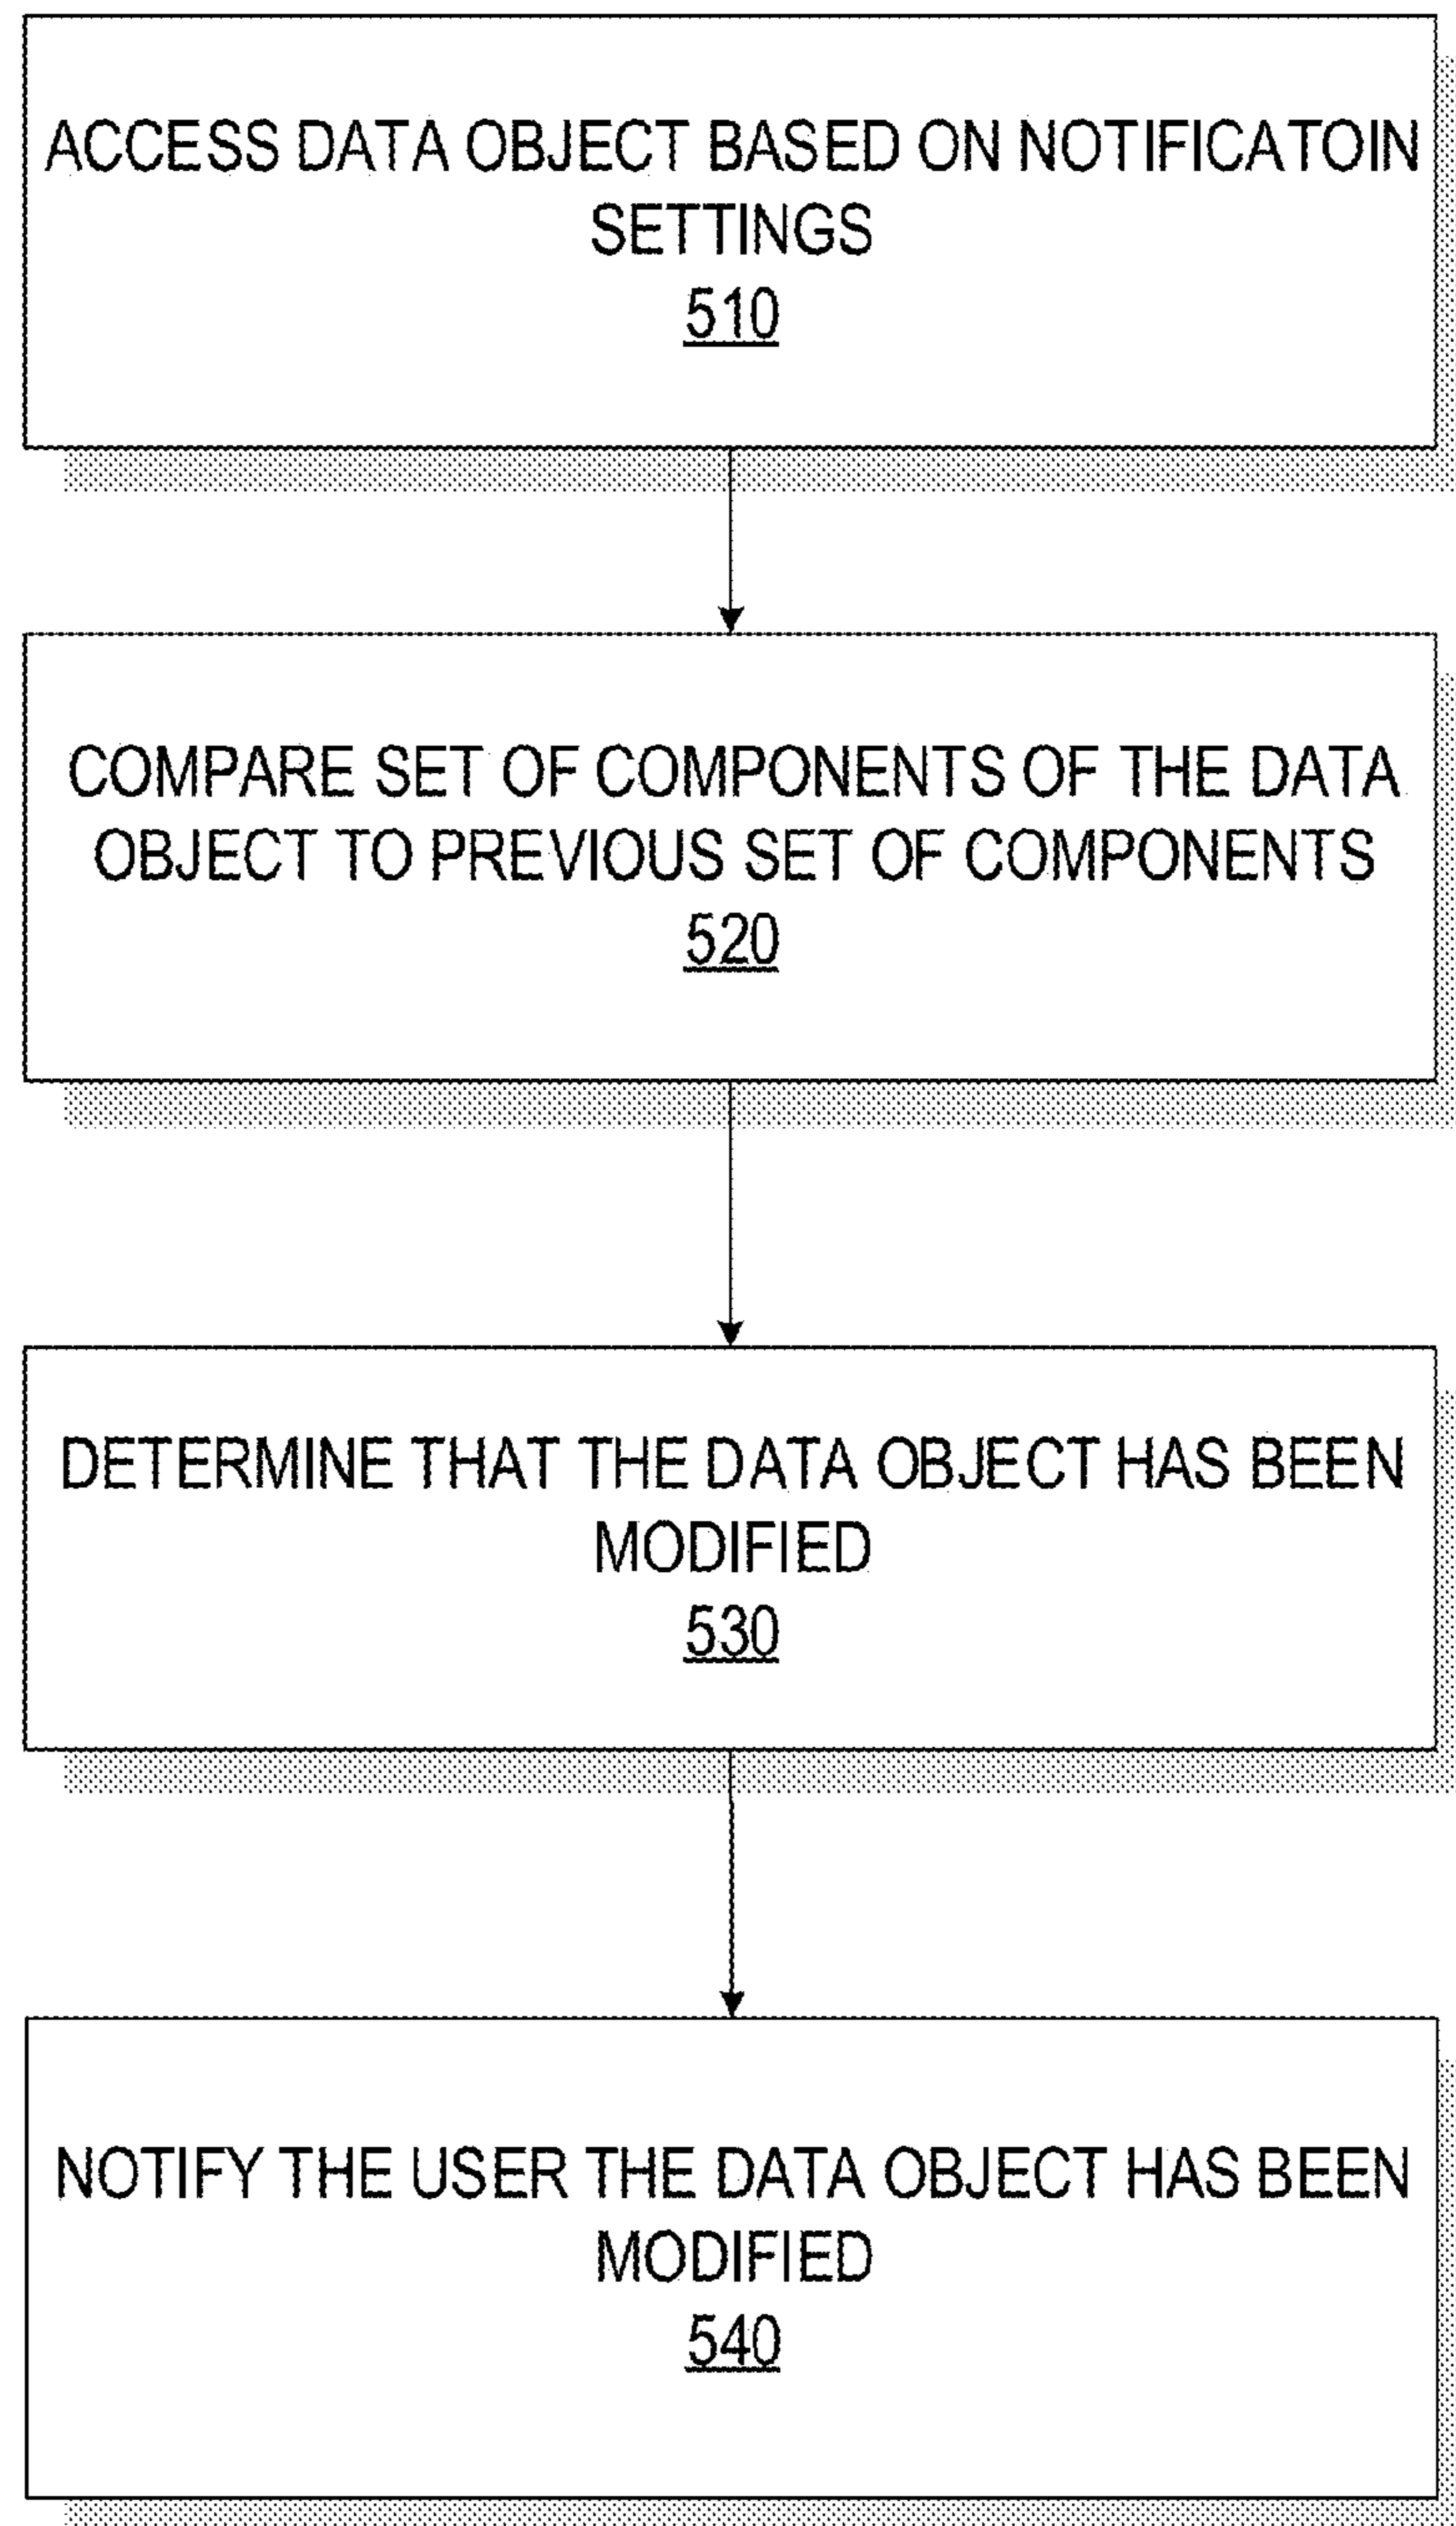 ACCESS DATA OBJECT BASED ON NOTIFICATOIN
SETTINGS
510
COMPARE SET OF COMPONENTS OF THE DATA
OBJECT TO PREVIOUS SET OF COMPONENTS
520
DETERMINE THAT THE DATA OBJECT HAS BEEN
MODIFIED
530
NOTIFY THE USER THE DATA OBJECT HAS BEEN
MODIFIED
540